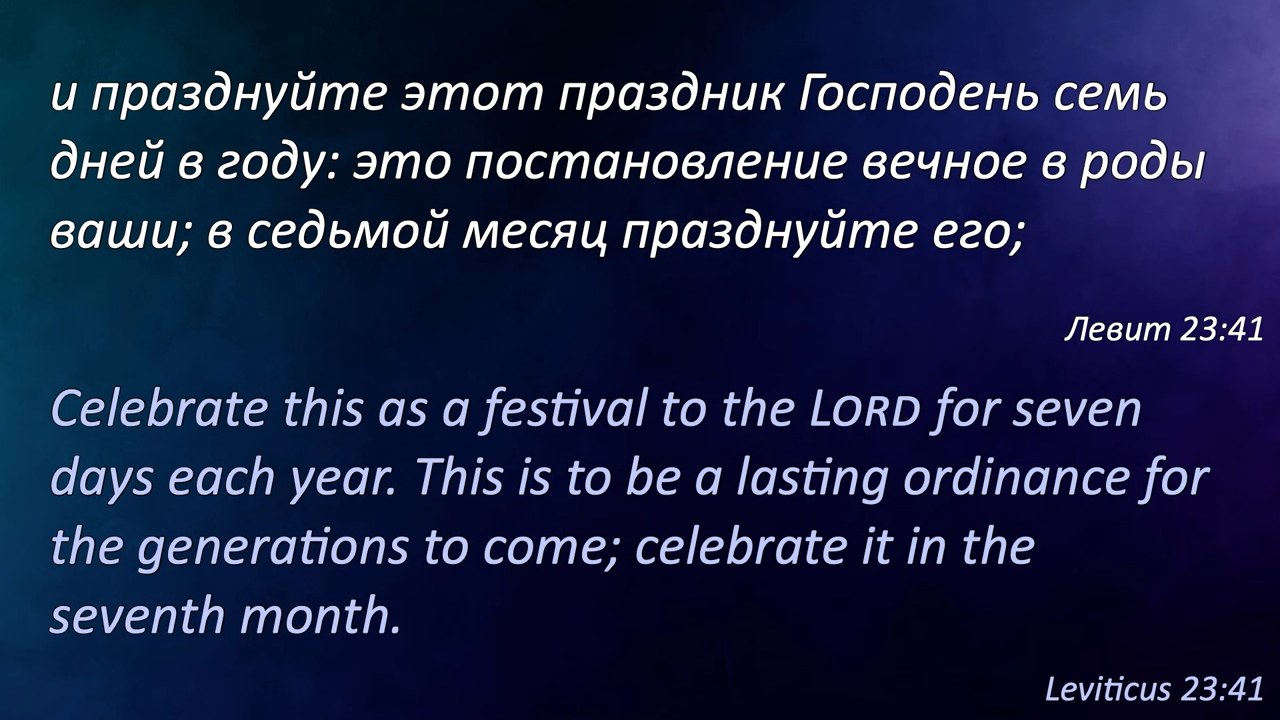 и празднуйте этот праздник Господень семь
дней в году: это постановление вечное в роды
ваши; в седьмой месяц празднуйте его;
Левит 23:41
Celebrate this as a festival to the LORD for seven
days each year. This is to be a lasting ordinance for
the generations to come; celebrate it in the
seventh month.
Leviticus 23:41